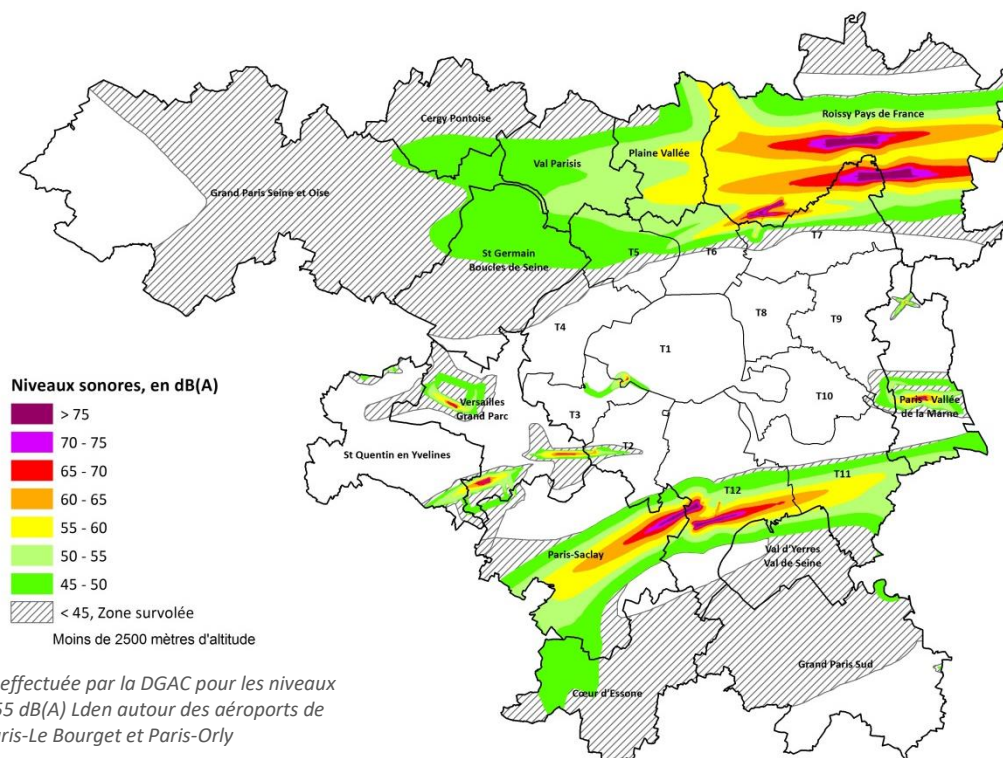 Cergy Pontoise
Roissy Pays de France
Val Parisis
Plaine Vallée
Grand Paris Seine et Oise
St Germain
Boucles de Seine
T5
T6
T7
T4
T8
T9
T1
Niveaux sonores, en dB(A)
> 75
70 - 75
65 - 70
60 - 65
55 - 60
50 - 55
45 - 50
< 45, Zone survolée
Moins de 2500 mètres d'altitude
Versailles
Grand Parc
T3
T10
Paris - Vallée
de la Marne
St Quentin en Yvelines
T2
T11
T12
Paris-Saclay
Val d'Yerres
Val de Seine
Grand Paris Sud
Cœur d'Essone
effectuée par la DGAC pour les niveaux
55 dB(A) Lden autour des aéroports de
ris-Le Bourget et Paris-Orly